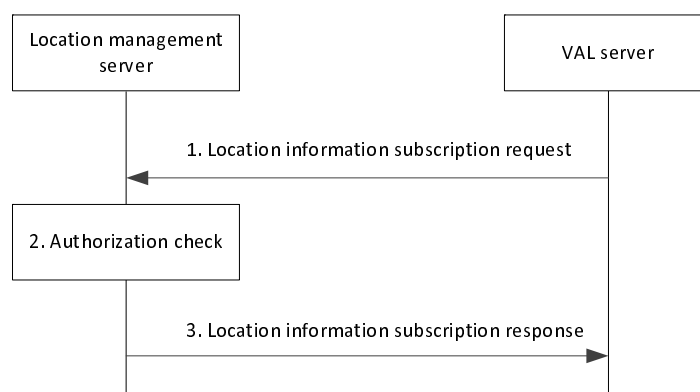 Location management
server
VAL server
1. Location information subscription request
2. Authorization check
3. Location information subscription response